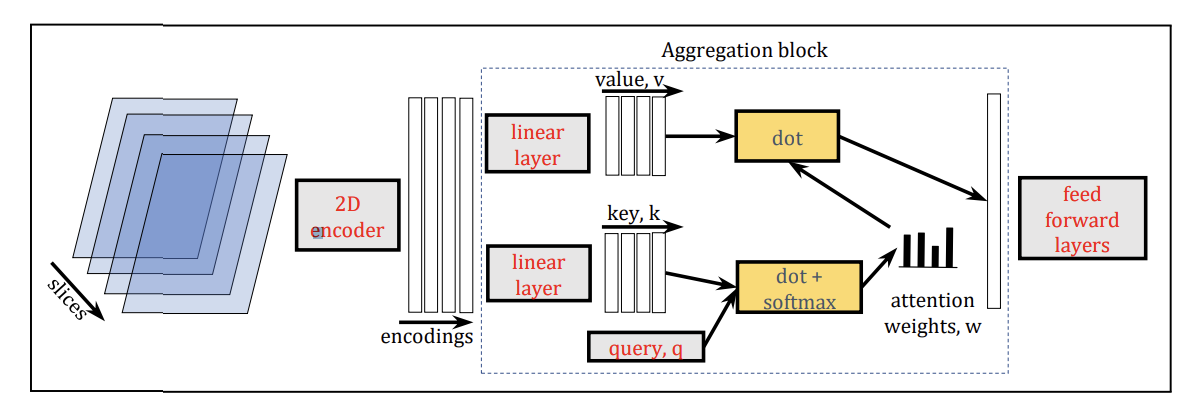 Aggregation block
slices
2D
encoder
encodings
linear
layer
value, v
dot
linear
layer
key, k
query, q
dot +
softmax
attention
weights, w
feed
forward
layers